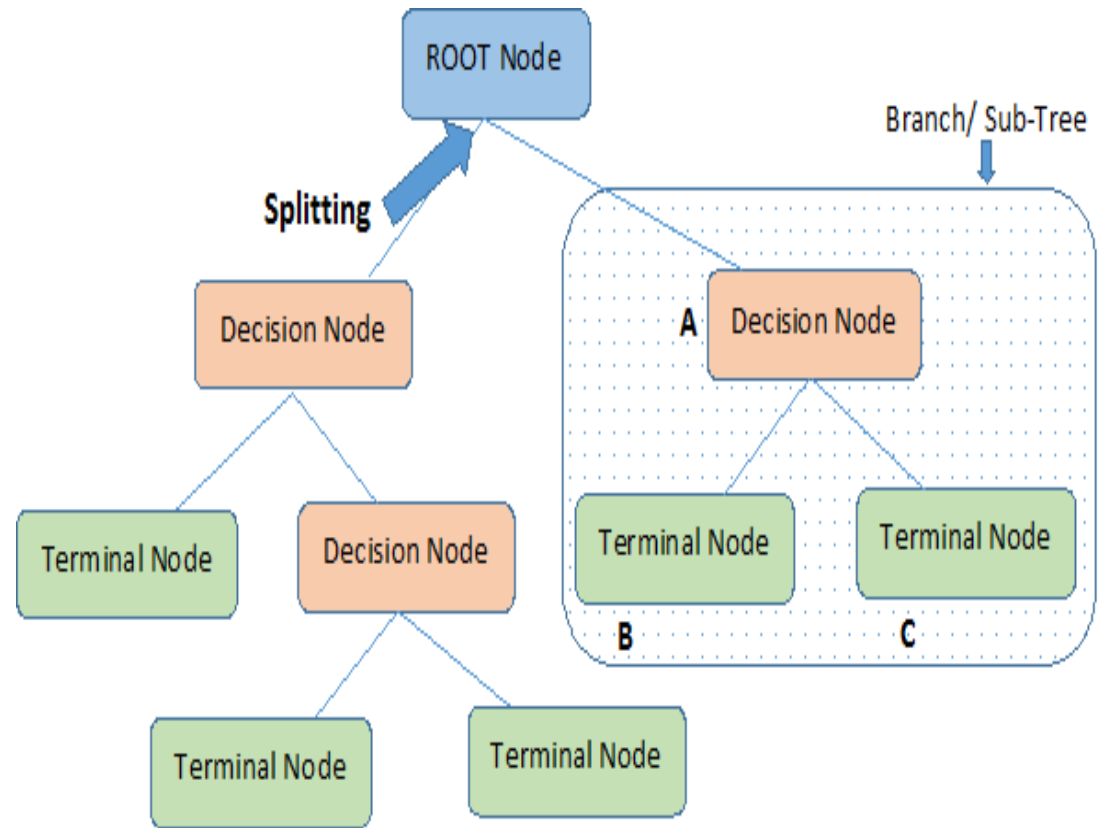 ROOT Node
Branch/ Sub-Tree
Splitting
Decision Node
A
Decision Node
Terminal Node
Decision Node
Terminal Node
Terminal Node
B
C
Terminal Node
Terminal Node